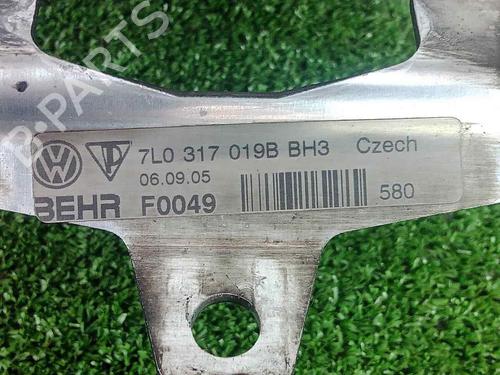 B-PARTS
7L0 317 019B BH3 Czech
06.09.05
BEHR F0049 580